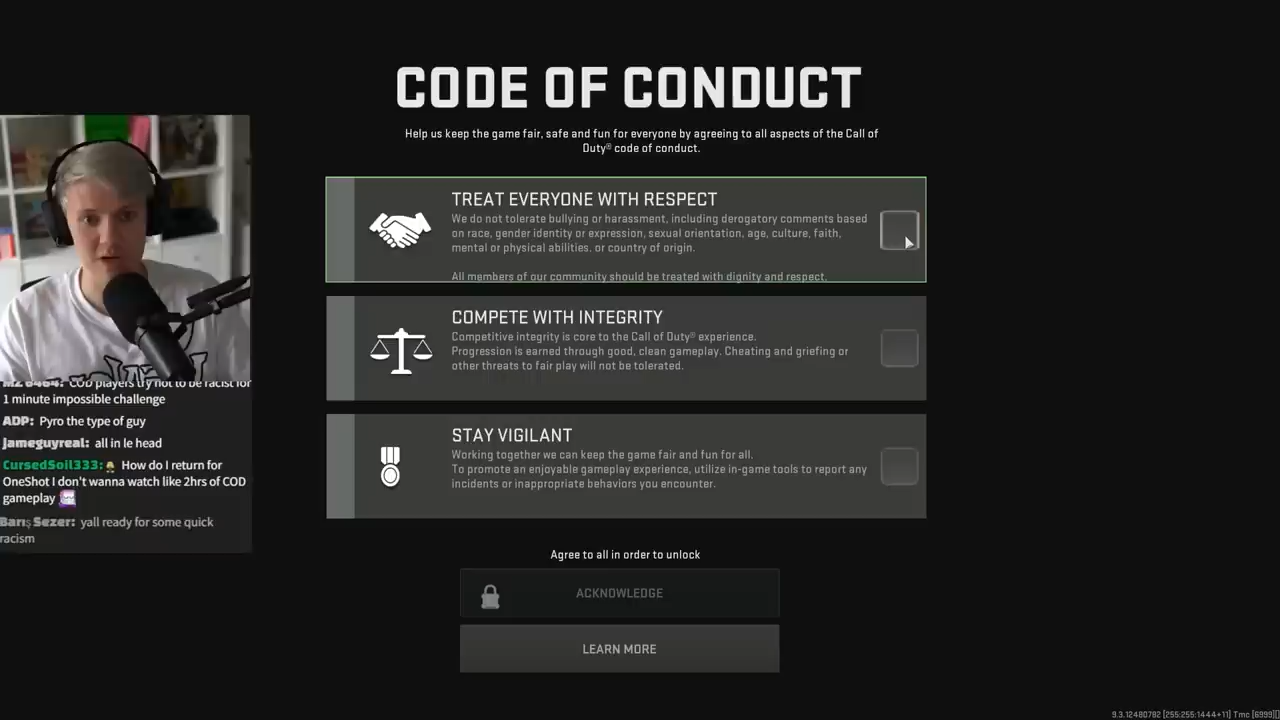 CODE OF CONDUCT
Help us keep the game fair, safe and fun for everyone by agreeing to all aspects of the Call of
Duty® code of conduct.
TREAT EVERYONE WITH RESPECT
We do not tolerate bullying or harassment, including derogatory comments based
on race, gender identity or expression, sexual orientation, age, culture, faith,
mental or physical abilities, or country of origin.
All members of our community should be treated with dignity and respect.
COMPETE WITH INTEGRITY
Competitive integrity is core to the Call of Duty® experience.
Progression is earned through good, clean gameplay. Cheating and griefing or
other threats to fair play will not be tolerated.
STAY VIGILANT
Working together we can keep the game fair and fun for all.
To promote an enjoyable gameplay experience, utilize in-game tools to report any
incidents or inappropriate behaviors you encounter.
Agree to all in order to unlock
ACKNOWLEDGE
LEARN MORE
COD players try not to be racist for
1 minute impossible challenge
ADP: Pyro the type of guy
Jameguyreal: all in le head
CursedSoil333: How do I return for
OneShot I don't wanna watch like 2hrs of COD
gameplay
Barış Sezer: yall ready for some quick
racism
9.3.12480782 [255:255:1444+11] Tmc [6999][]